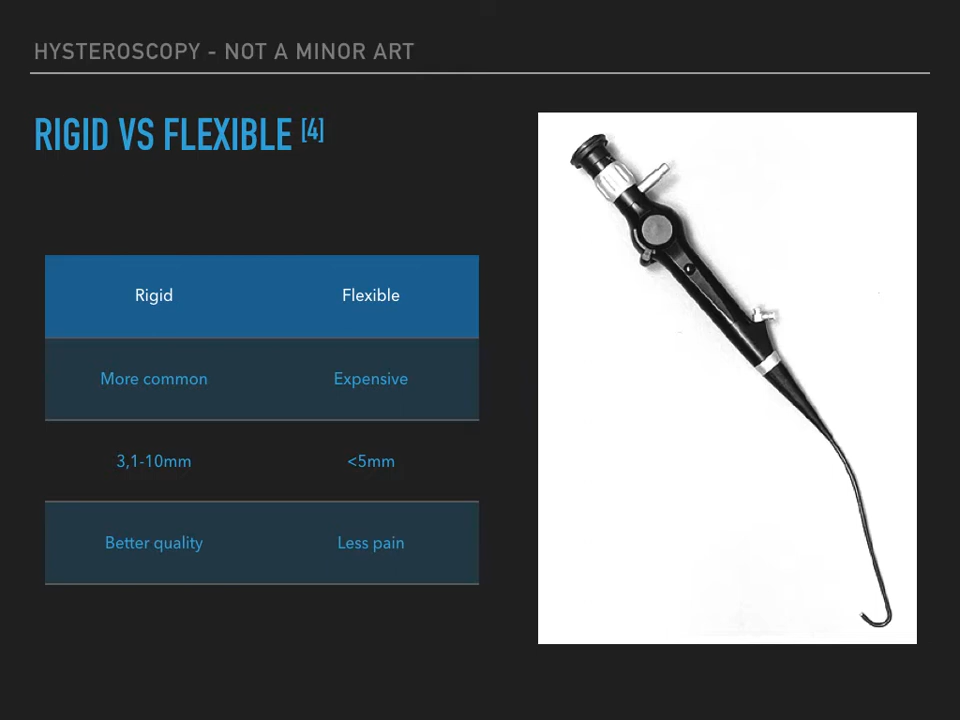 HYSTEROSCOPY - NOT A MINOR ART
RIGID VS FLEXIBLE [4]
Rigid Flexible
More common Expensive
3,1-10mm <5mm
Better quality Less pain